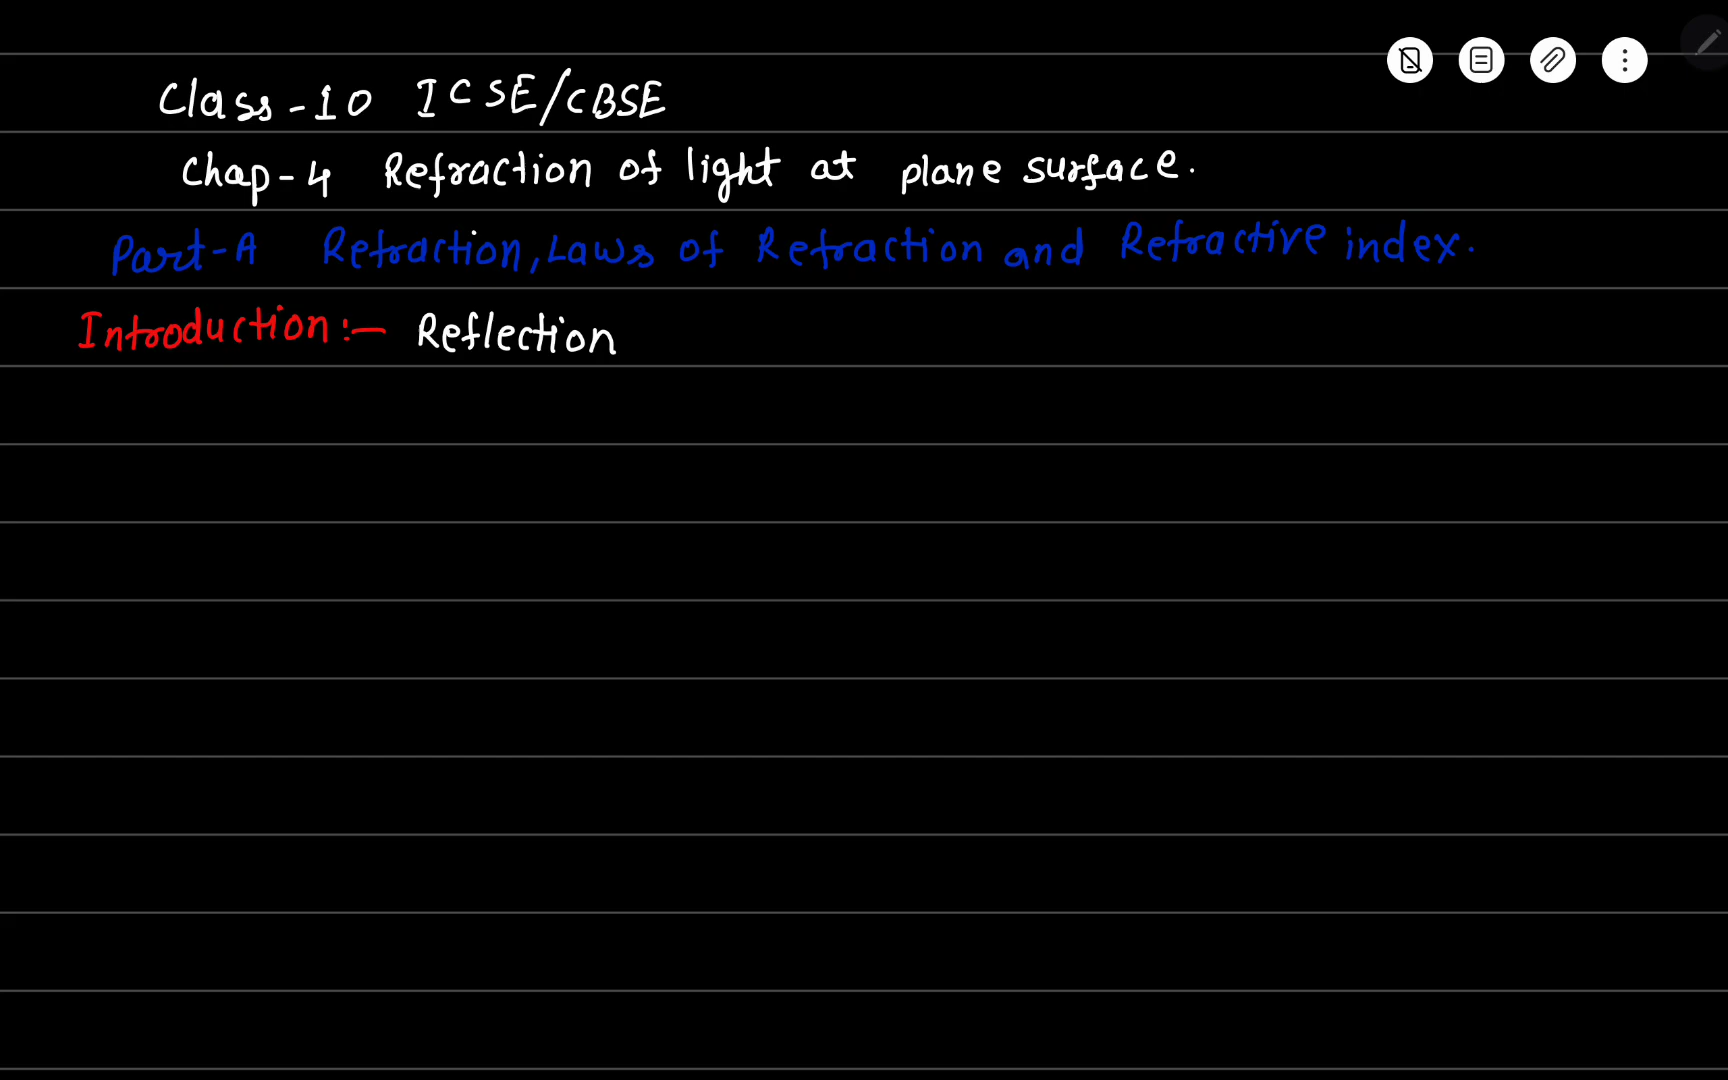 Class-10 ICSE/CBSE
Chap-4 Refraction of light at plane surface.
Part-A Refraction, Laws of Refraction and Refractive index.
Introduction:- Reflection